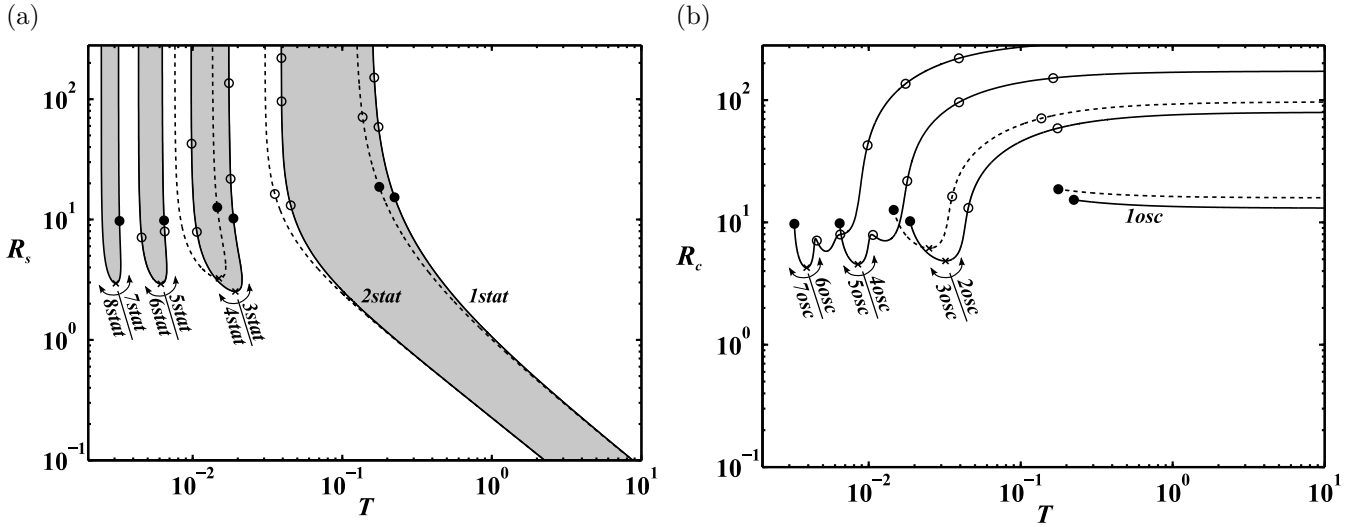 (a)
10^2
10^1
10^0
10^-1
R_s
10^-2
10^-1
10^0
10^1
T
8stat
7stat
6stat
5stat
4stat
3stat
2stat
1stat
(b)
10^2
10^1
10^0
10^-1
R_c
10^-2
10^-1
10^0
10^1
T
7osc
6osc
5osc
4osc
3osc
2osc
1osc